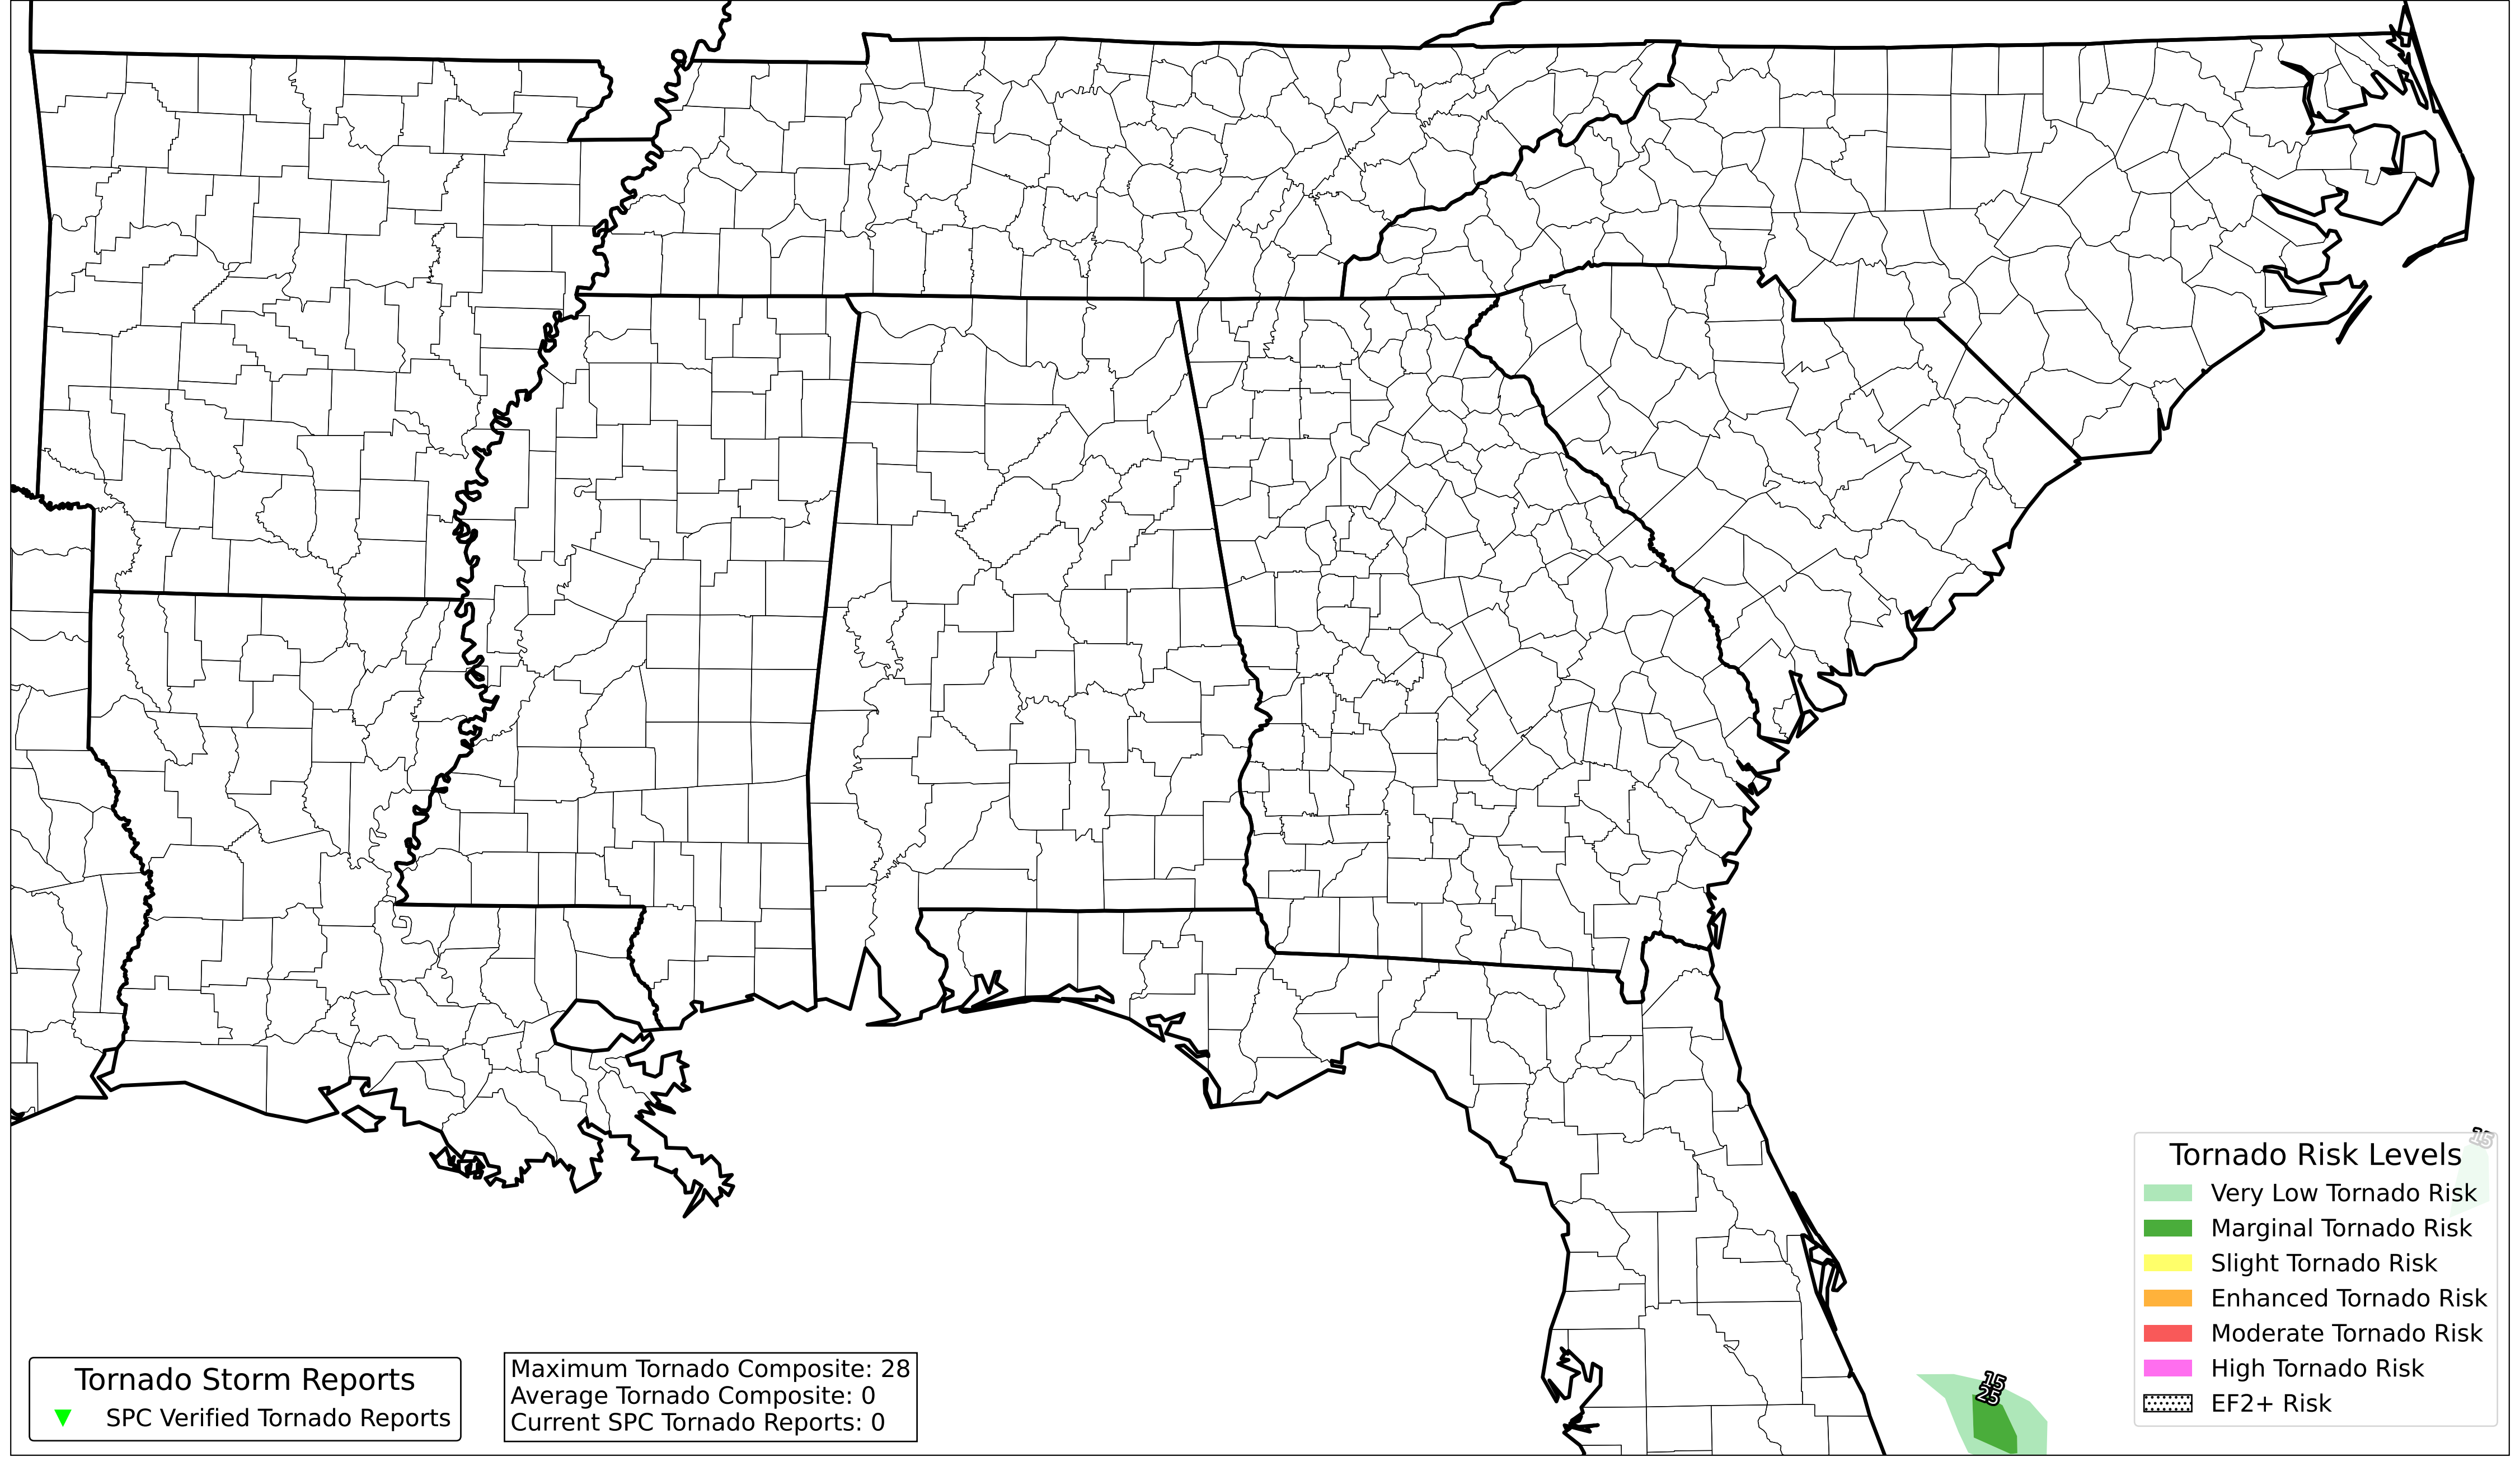 15
Tornado Risk Levels
Very Low Tornado Risk
Marginal Tornado Risk
Slight Tornado Risk
Enhanced Tornado Risk
Moderate Tornado Risk
High Tornado Risk
EF2+ Risk
Tornado Storm Reports
SPC Verified Tornado Reports
Maximum Tornado Composite: 28
Average Tornado Composite: 0
Current SPC Tornado Reports: 0
15
25